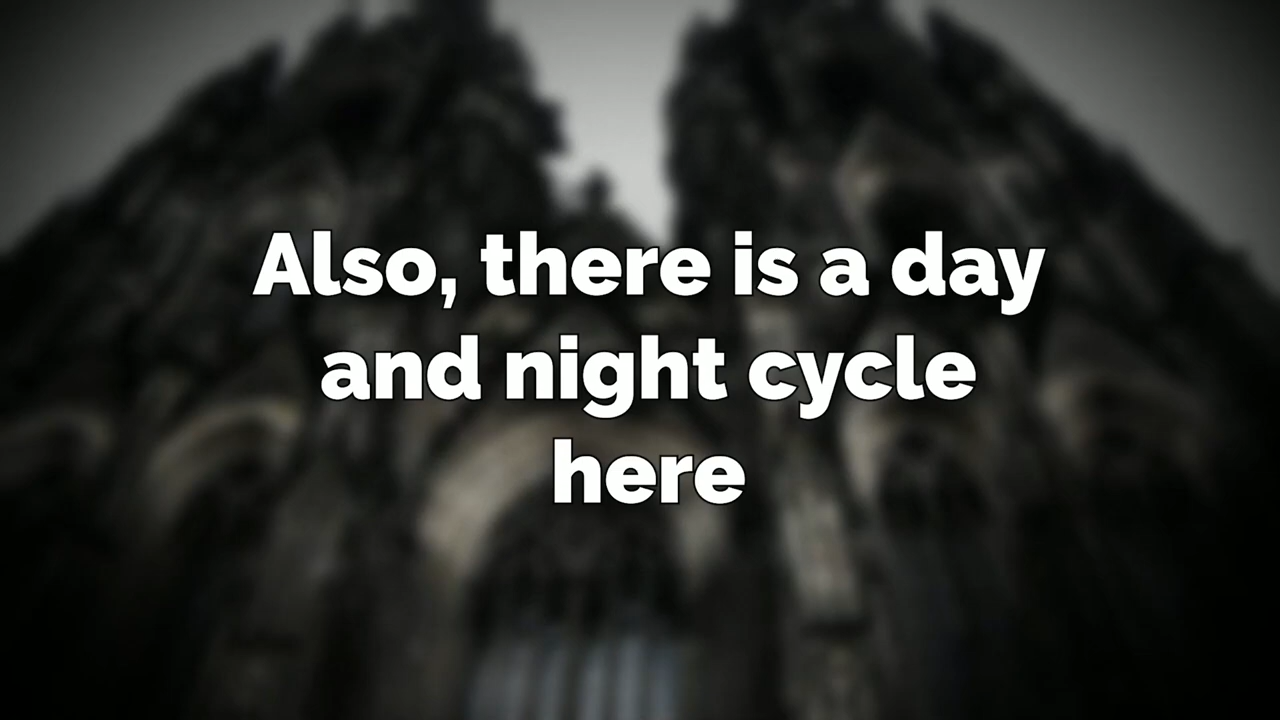 Also, there is a day
and night cycle
here